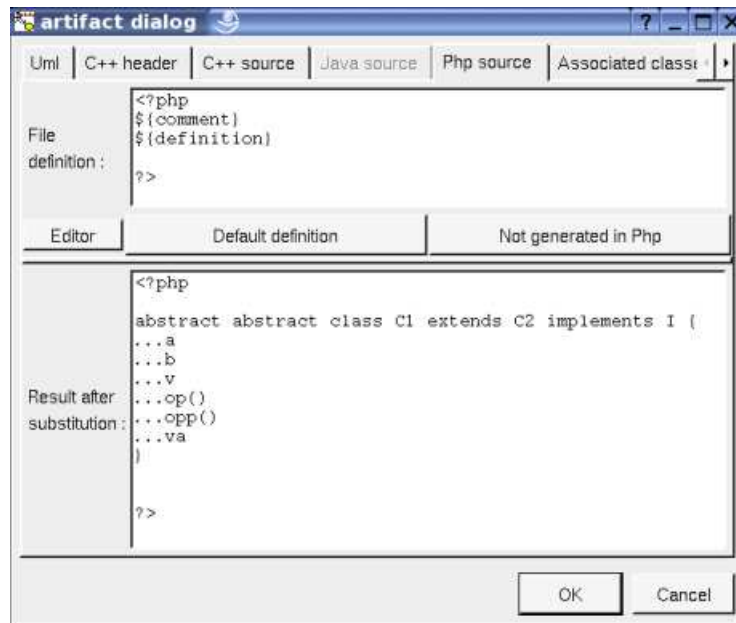 artifact dialog
Uml C++ header C++ source Java source Php source Associated classe
File
definition :
<?php
${comment}
${definition}
?>
Editor Default definition Not generated in Php
Result after
substitution :
<?php
abstract abstract class C1 extends C2 implements I {
...a
...b
...v
...op()
...opp()
...va
}
?>
OK Cancel